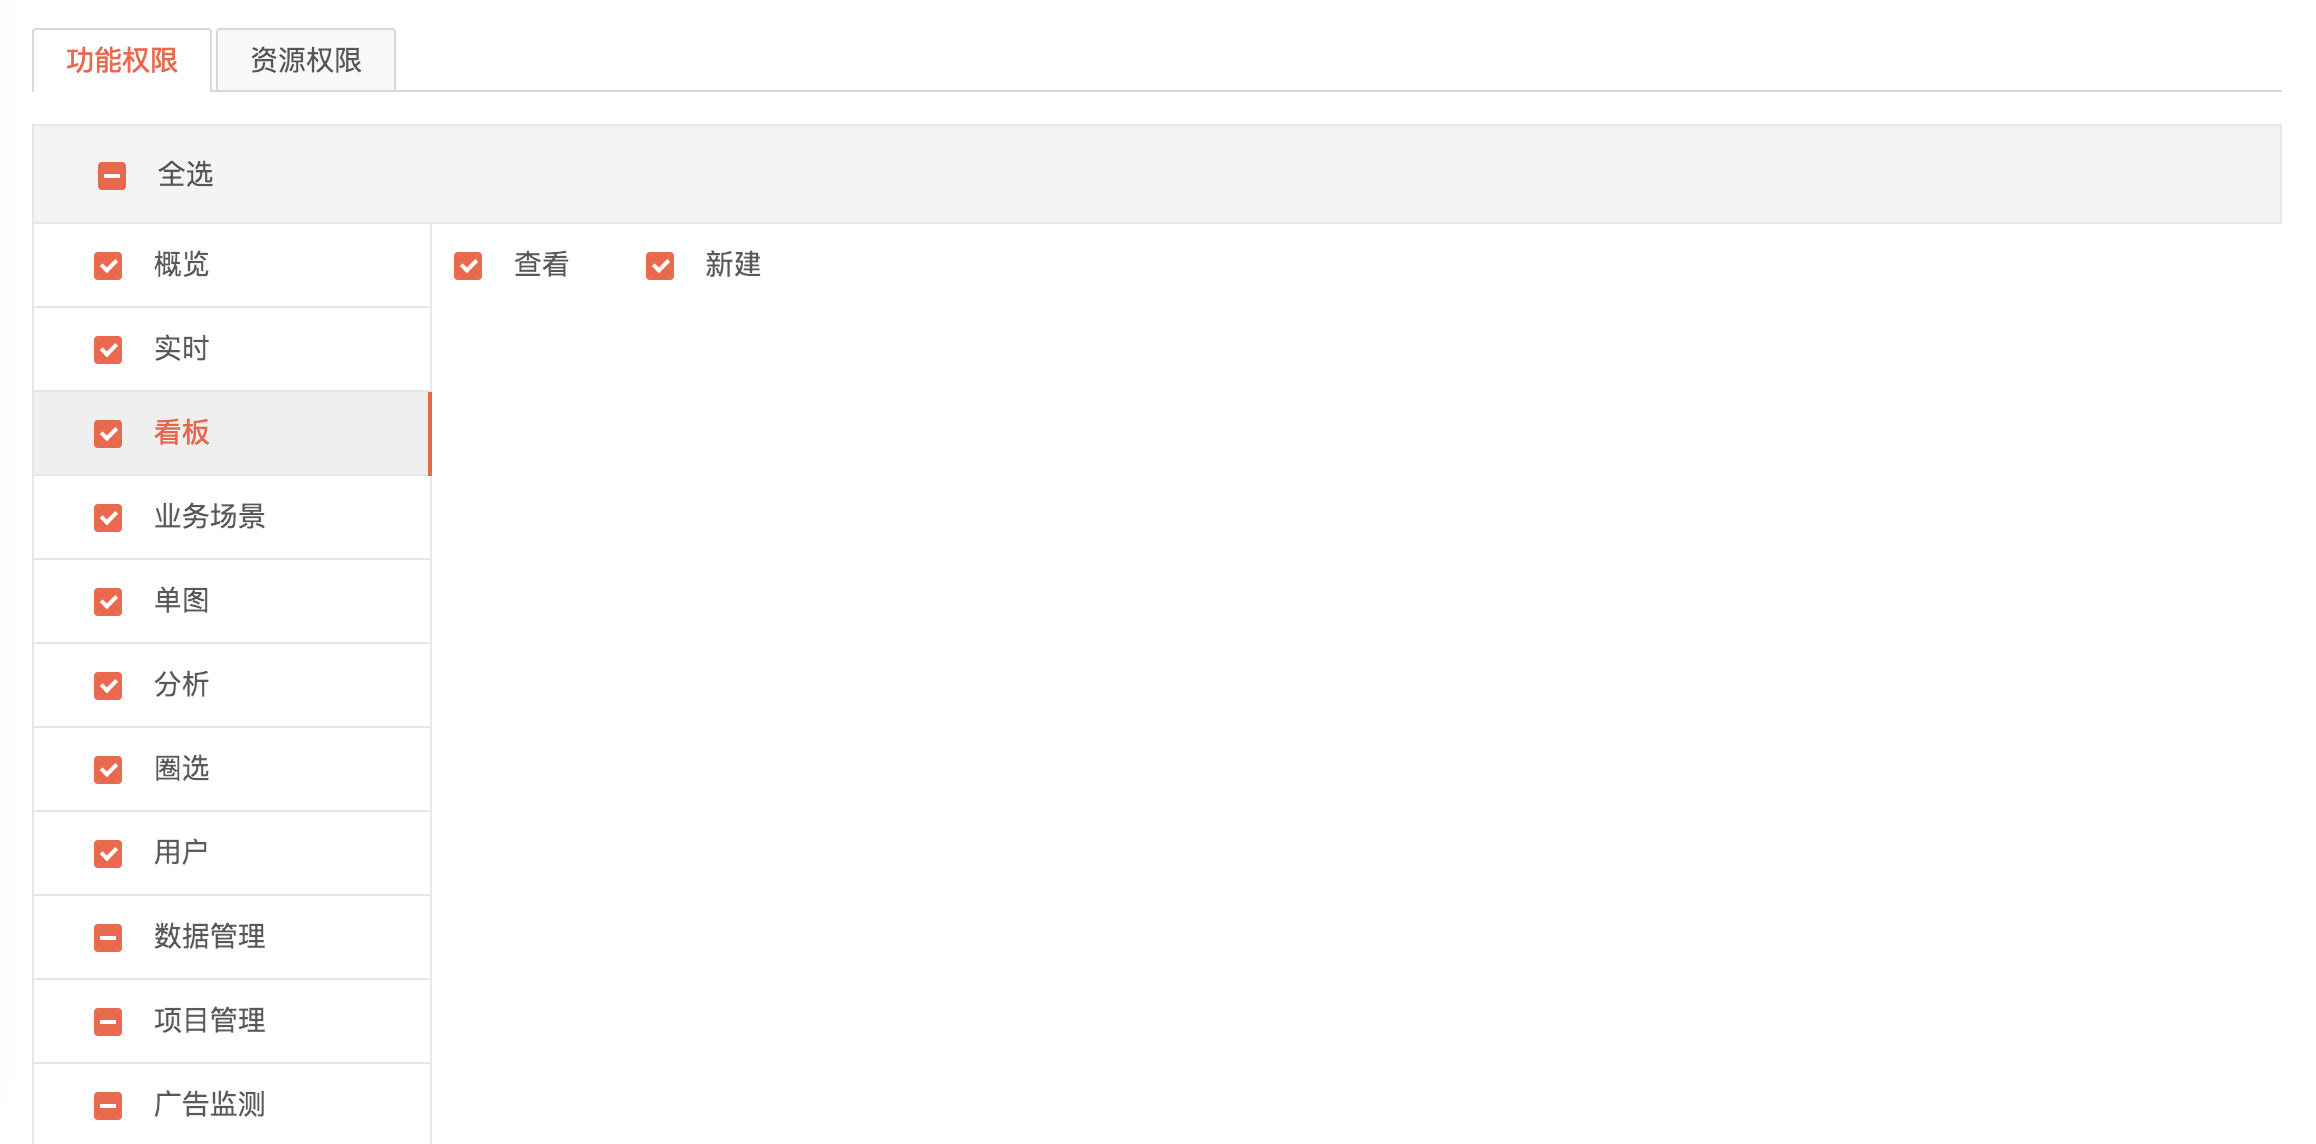 功能权限 资源权限
全选
概览 查看 新建
实时
看板
业务场景
单图
分析
圈选
用户
数据管理
项目管理
广告监测